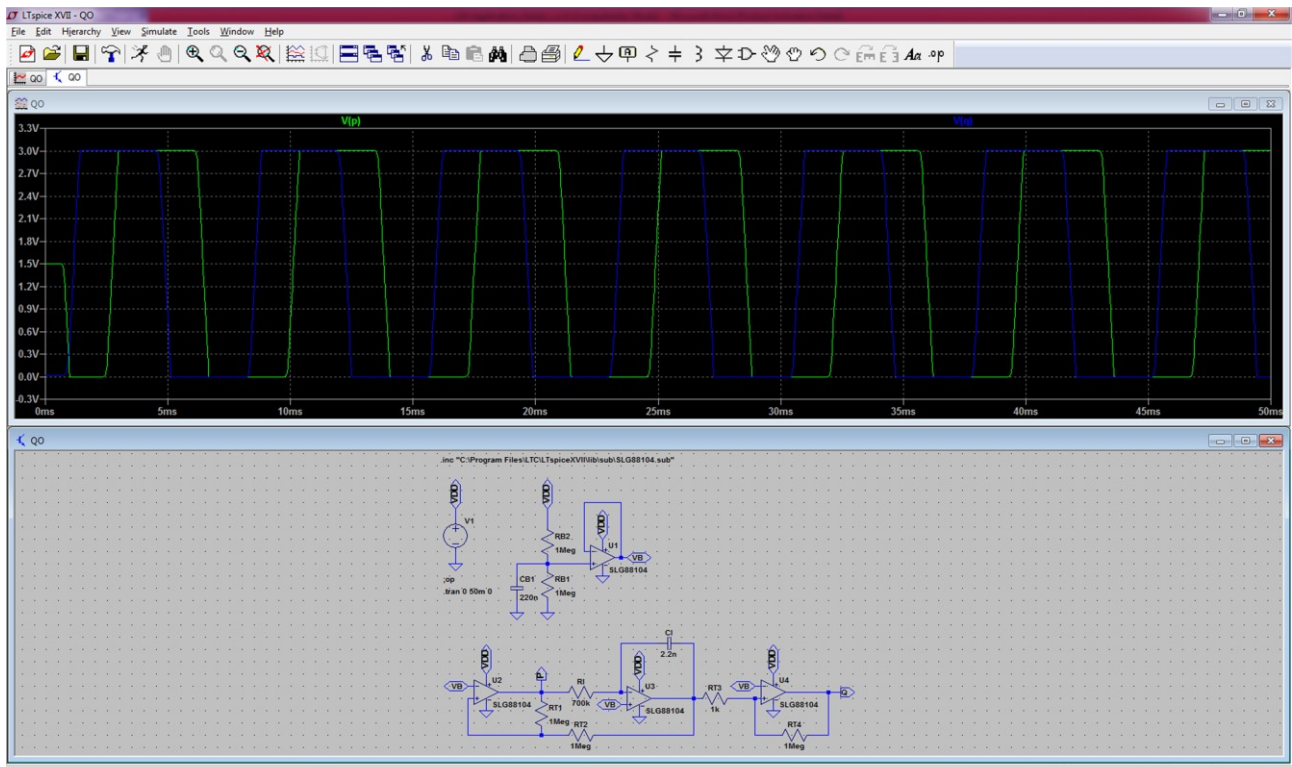 LTspice XVII - QO
File Edit Hierarchy View Simulate Tools Window Help
Aa .op
QO QO
QO
V(p) V(q)
3.3V
3.0V
2.7V
2.4V
2.1V
1.8V
1.5V
1.2V
0.9V
0.6V
0.3V
0.0V
-0.3V
0ms 5ms 10ms 15ms 20ms 25ms 30ms 35ms 40ms 45ms 50ms
QO
.inc "C:\Program Files\LTC\LTspiceXVII\lib\sub\SLG88104.sub"
VDD VDD
V1
VDD
RB2
1Meg
U1
VB
SLG88104
;op
.tran 0 50m 0
CB1
220n
RB1
1Meg
CI
2.2n
VDD VDD VDD
P
VB
U2
SLG88104
RI
700k
VB
U3
SLG88104
RT3
1k
VB
U4
SLG88104
Q
RT1
1Meg
RT2
1Meg
RT4
1Meg